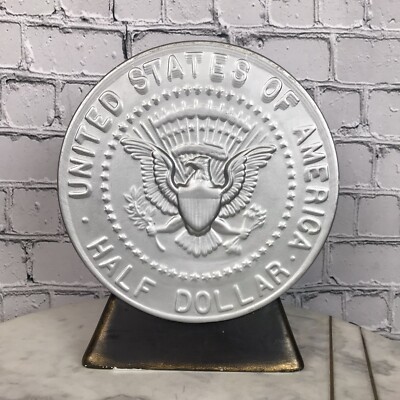 UNITED STATES OF AMERICA
· HALF DOLLAR ·